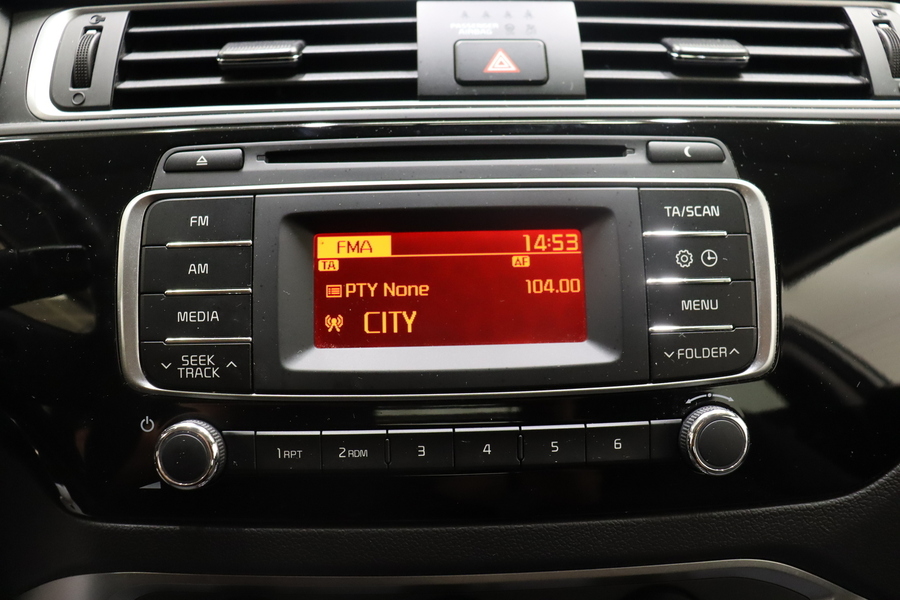 FM
AM
MEDIA
SEEK
TRACK
FMA 14:53
TA AF
PTY None 104.00
CITY
TA/SCAN
MENU
FOLDER
1 RPT 2 RDM 3 4 5 6